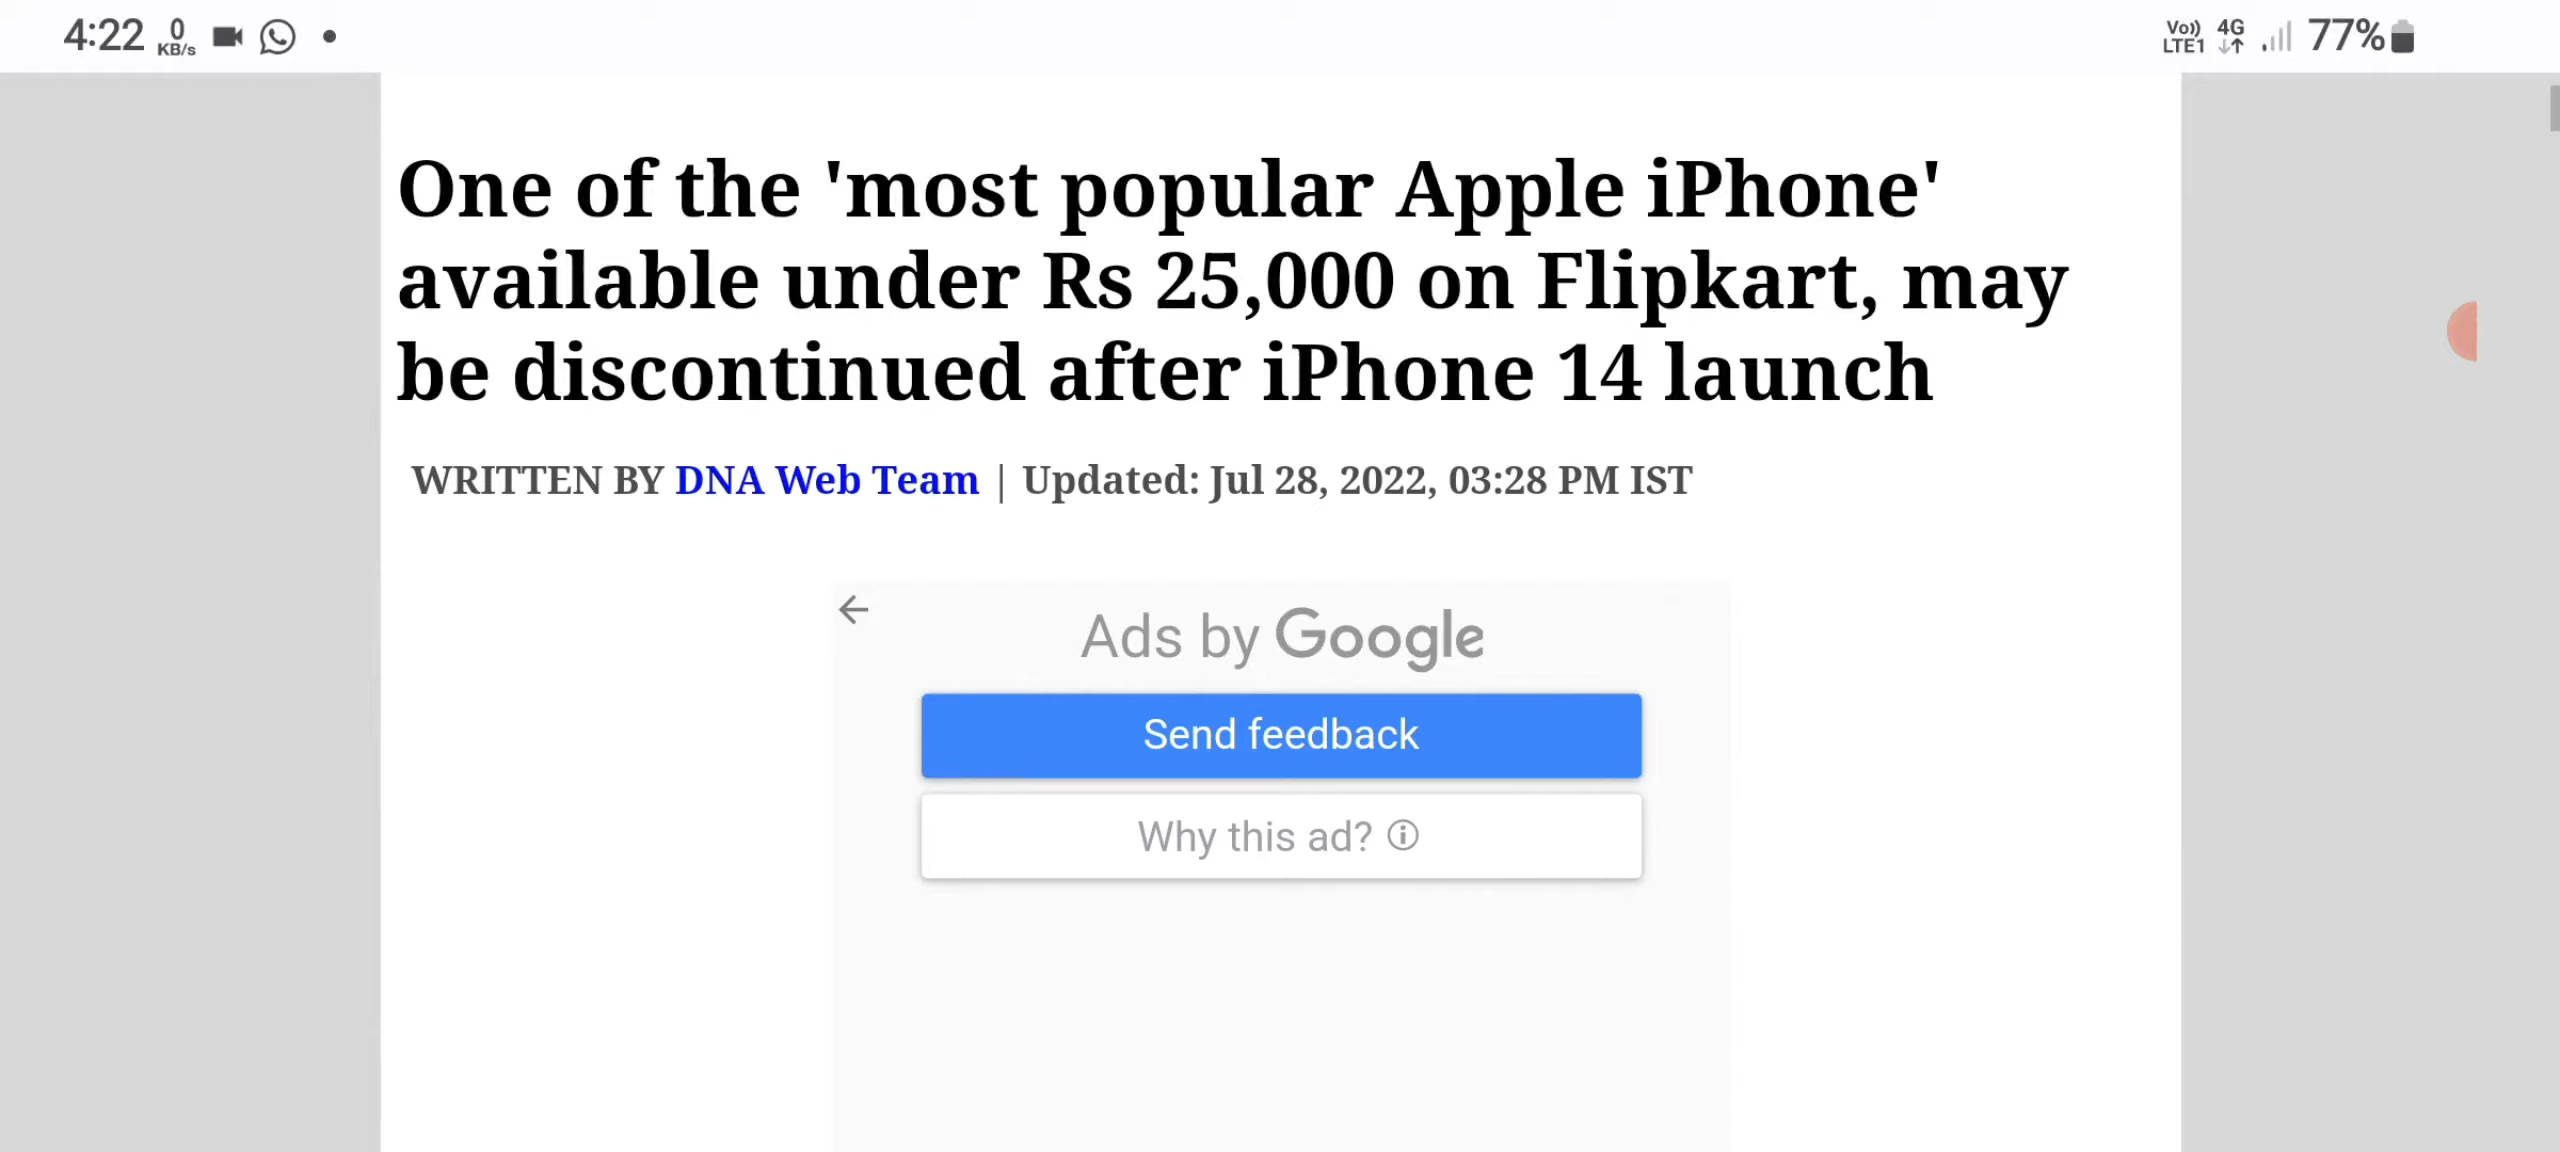 4:22 0 KB/s Vo)) LTE1 4G 77%
One of the 'most popular Apple iPhone'
available under Rs 25,000 on Flipkart, may
be discontinued after iPhone 14 launch
WRITTEN BY DNA Web Team | Updated: Jul 28, 2022, 03:28 PM IST
Ads by Google
Send feedback
Why this ad?